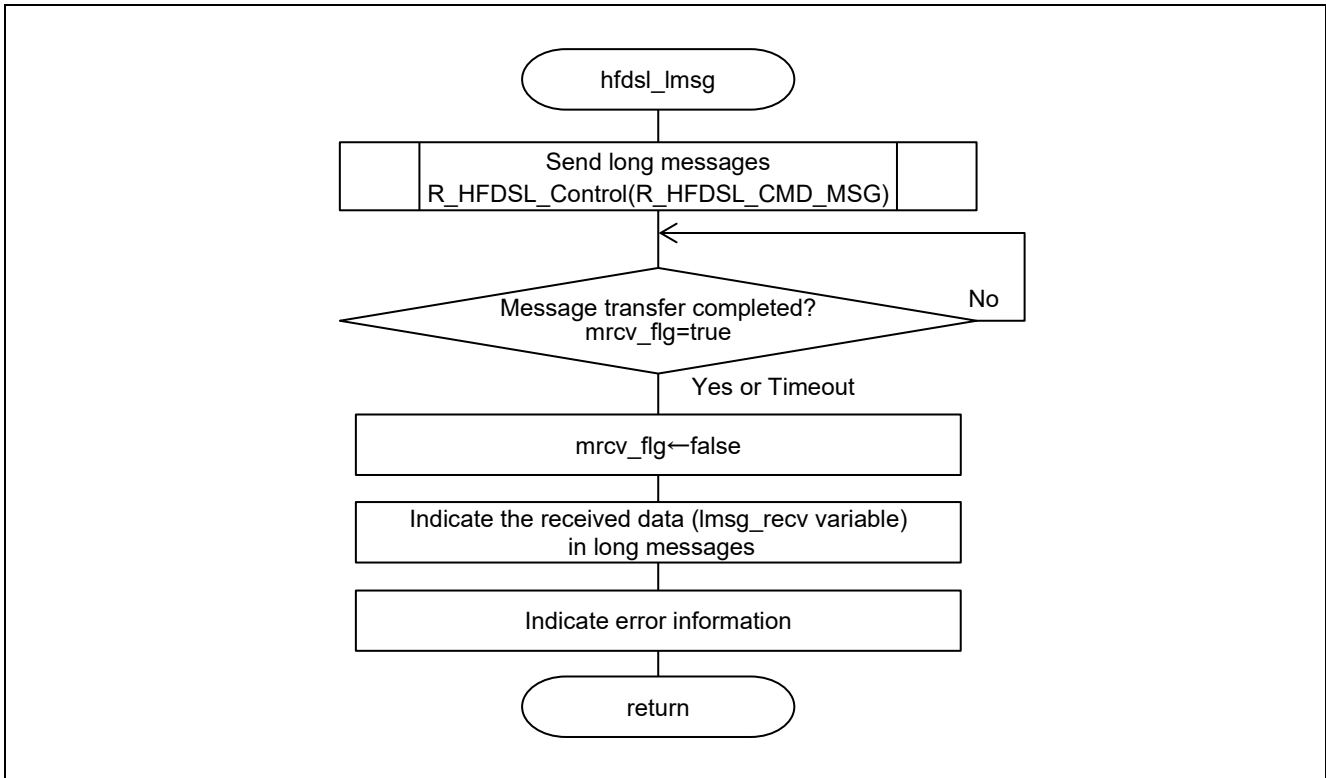 hfdsl_lmsg
Send long messages
R_HFDSL_Control(R_HFDSL_CMD_MSG)
Message transfer completed?
mrcv_flg=true
No
Yes or Timeout
mrcv_flg←false
Indicate the received data (lmsg_recv variable)
in long messages
Indicate error information
return